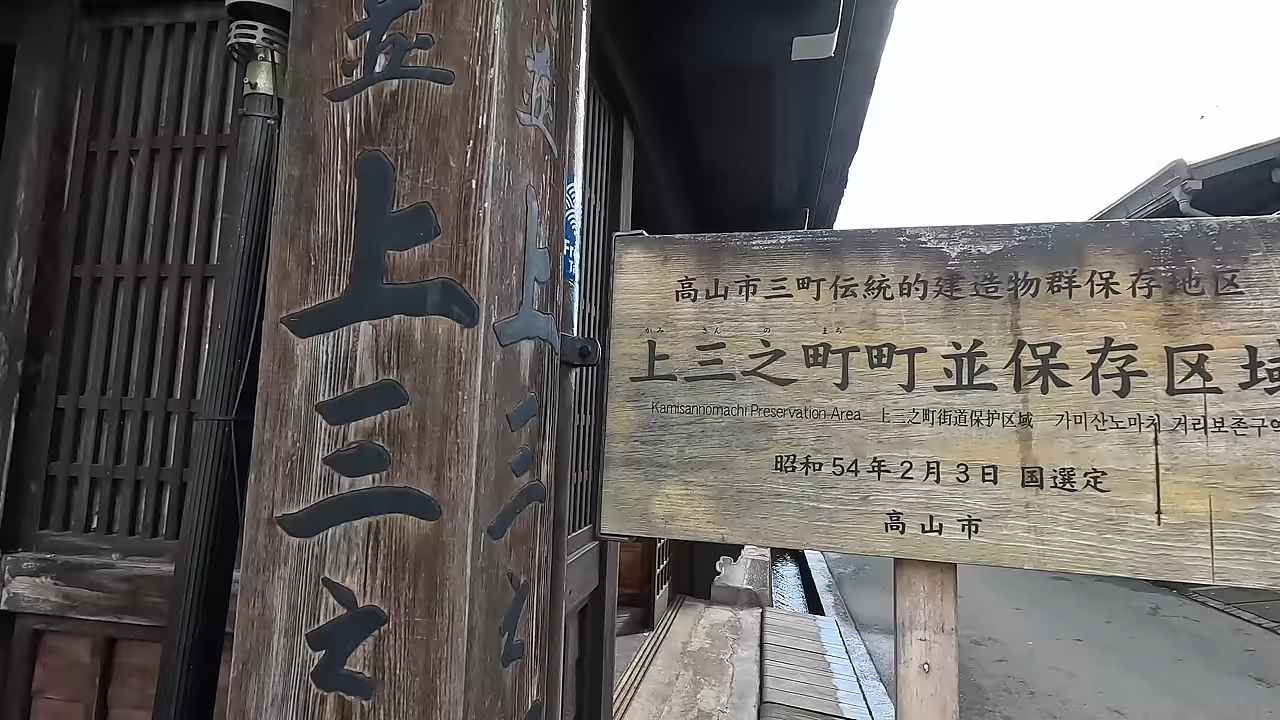 並
上
三
之
道
上
三
之
高山市三町伝統的建造物群保存地区
かみ さん の まち
上三之町町並保存区域
Kamisannomachi Preservation Area 上三之町街道保护区域 가미산노마치 거리보존구역
昭和54年2月3日 国選定
高山市